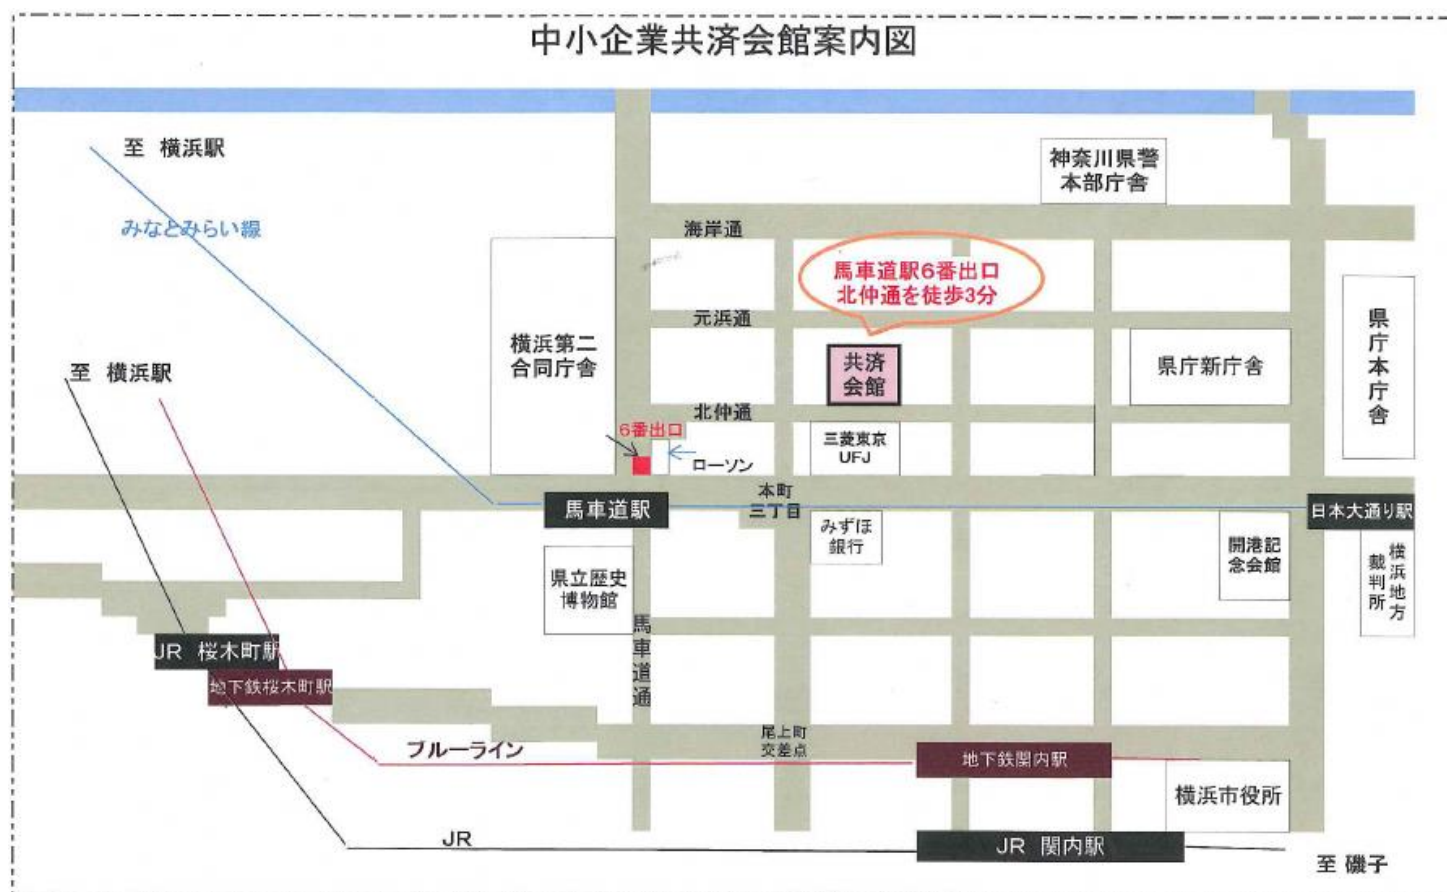 中小企業共済会館案内図
至 横浜駅
みなとみらい線
神奈川県警
本部庁舎
海岸通
馬車道駅6番出口
北仲通を徒歩3分
元浜通
横浜第二
合同庁舎
共済
会館
県庁新庁舎
県庁本庁舎
至 横浜駅
北仲通
6番出口
ローソン
三菱東京
UFJ
本町
三丁目
馬車道駅
日本大通り駅
みずほ
銀行
開港記
念会館
横浜地方
裁判所
県立歴史
博物館
馬車道通
JR 桜木町駅
地下鉄桜木町駅
尾上町
交差点
ブルーライン
地下鉄関内駅
横浜市役所
JR
JR 関内駅
至 磯子